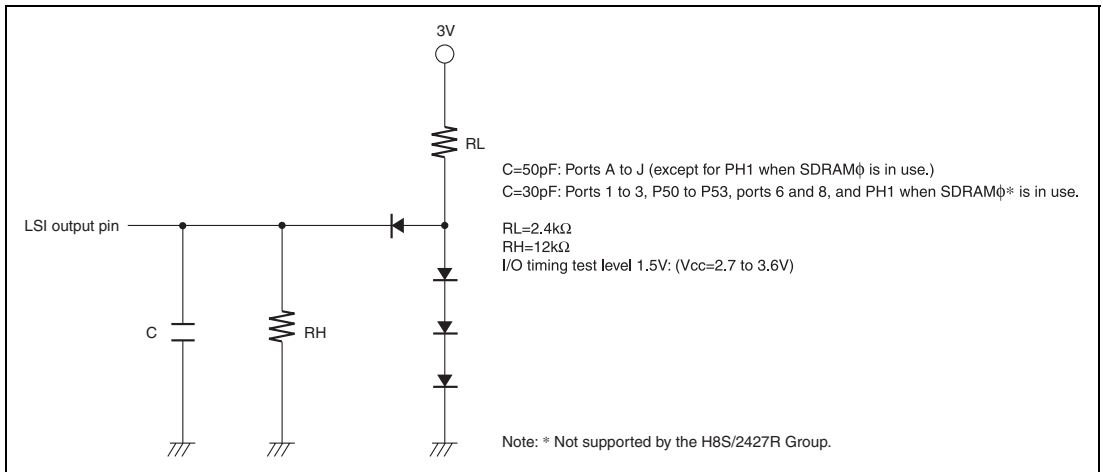 3V
RL
C=50pF: Ports A to J (except for PH1 when SDRAMϕ is in use.)
C=30pF: Ports 1 to 3, P50 to P53, ports 6 and 8, and PH1 when SDRAMϕ* is in use.
LSI output pin
RL=2.4kΩ
RH=12kΩ
I/O timing test level 1.5V: (Vcc=2.7 to 3.6V)
C
RH
Note: * Not supported by the H8S/2427R Group.